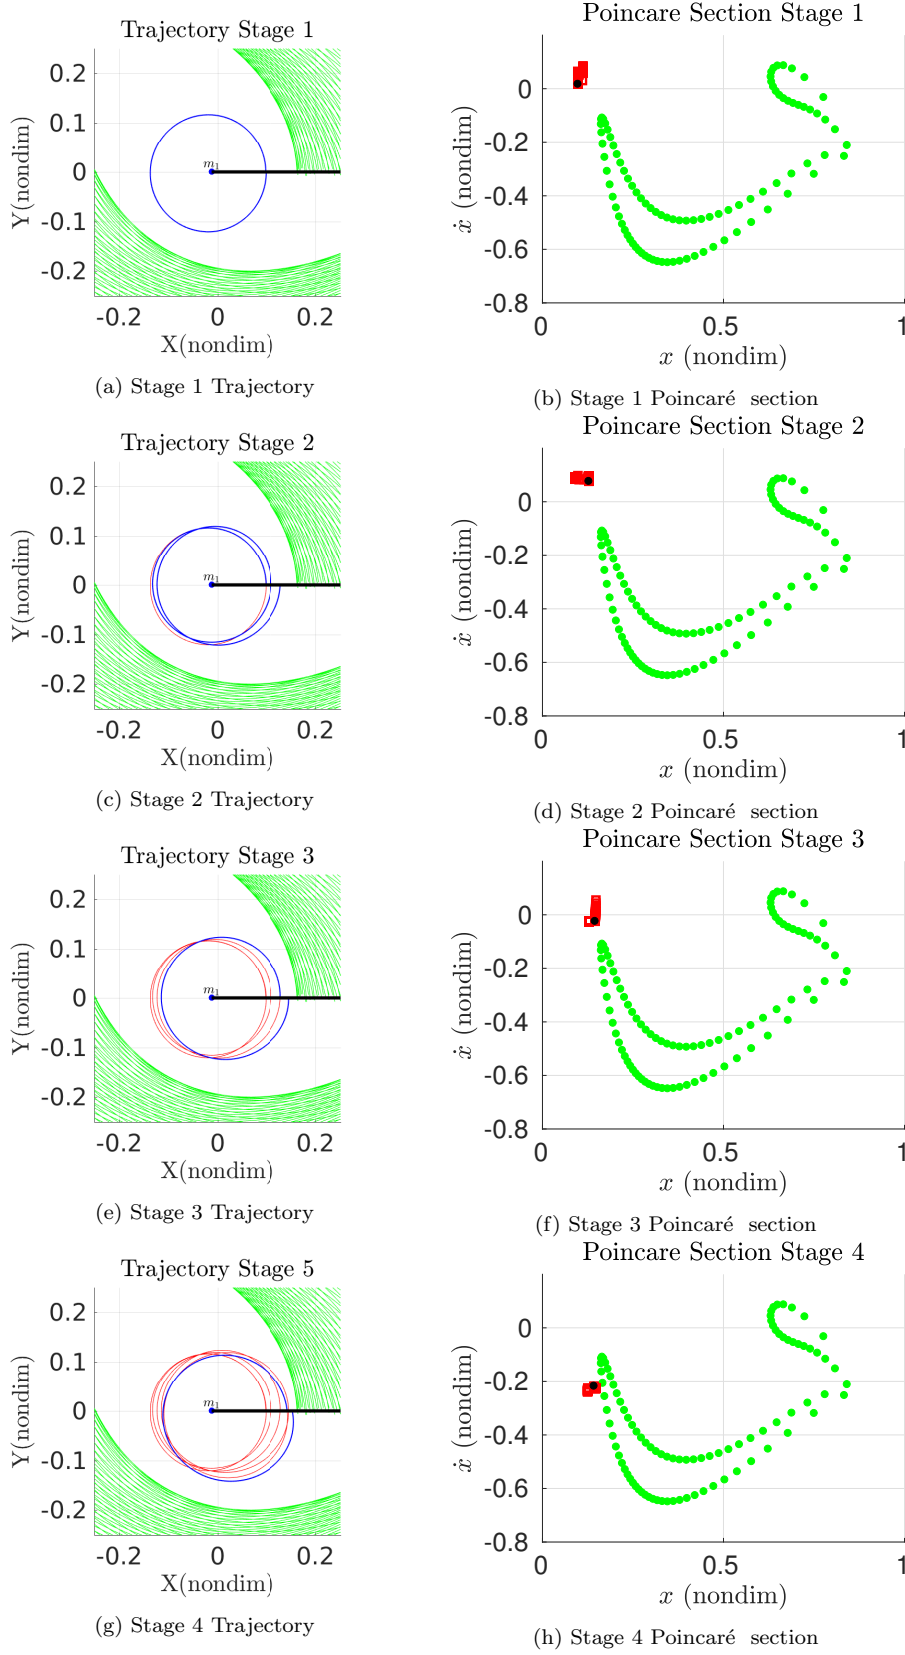 Trajectory Stage 1
0.2
0.1
0
-0.1
-0.2
Y(nondim)
m1
-0.2 0 0.2
X(nondim)
(a) Stage 1 Trajectory
Poincare Section Stage 1
0
-0.2
-0.4
-0.6
-0.8
ẋ (nondim)
0 0.5 1
x (nondim)
(b) Stage 1 Poincaré section
Trajectory Stage 2
0.2
0.1
0
-0.1
-0.2
Y(nondim)
m1
-0.2 0 0.2
X(nondim)
(c) Stage 2 Trajectory
Poincare Section Stage 2
0
-0.2
-0.4
-0.6
-0.8
ẋ (nondim)
0 0.5 1
x (nondim)
(d) Stage 2 Poincaré section
Trajectory Stage 3
0.2
0.1
0
-0.1
-0.2
Y(nondim)
m1
-0.2 0 0.2
X(nondim)
(e) Stage 3 Trajectory
Poincare Section Stage 3
0
-0.2
-0.4
-0.6
-0.8
ẋ (nondim)
0 0.5 1
x (nondim)
(f) Stage 3 Poincaré section
Trajectory Stage 5
0.2
0.1
0
-0.1
-0.2
Y(nondim)
m1
-0.2 0 0.2
X(nondim)
(g) Stage 4 Trajectory
Poincare Section Stage 4
0
-0.2
-0.4
-0.6
-0.8
ẋ (nondim)
0 0.5 1
x (nondim)
(h) Stage 4 Poincaré section